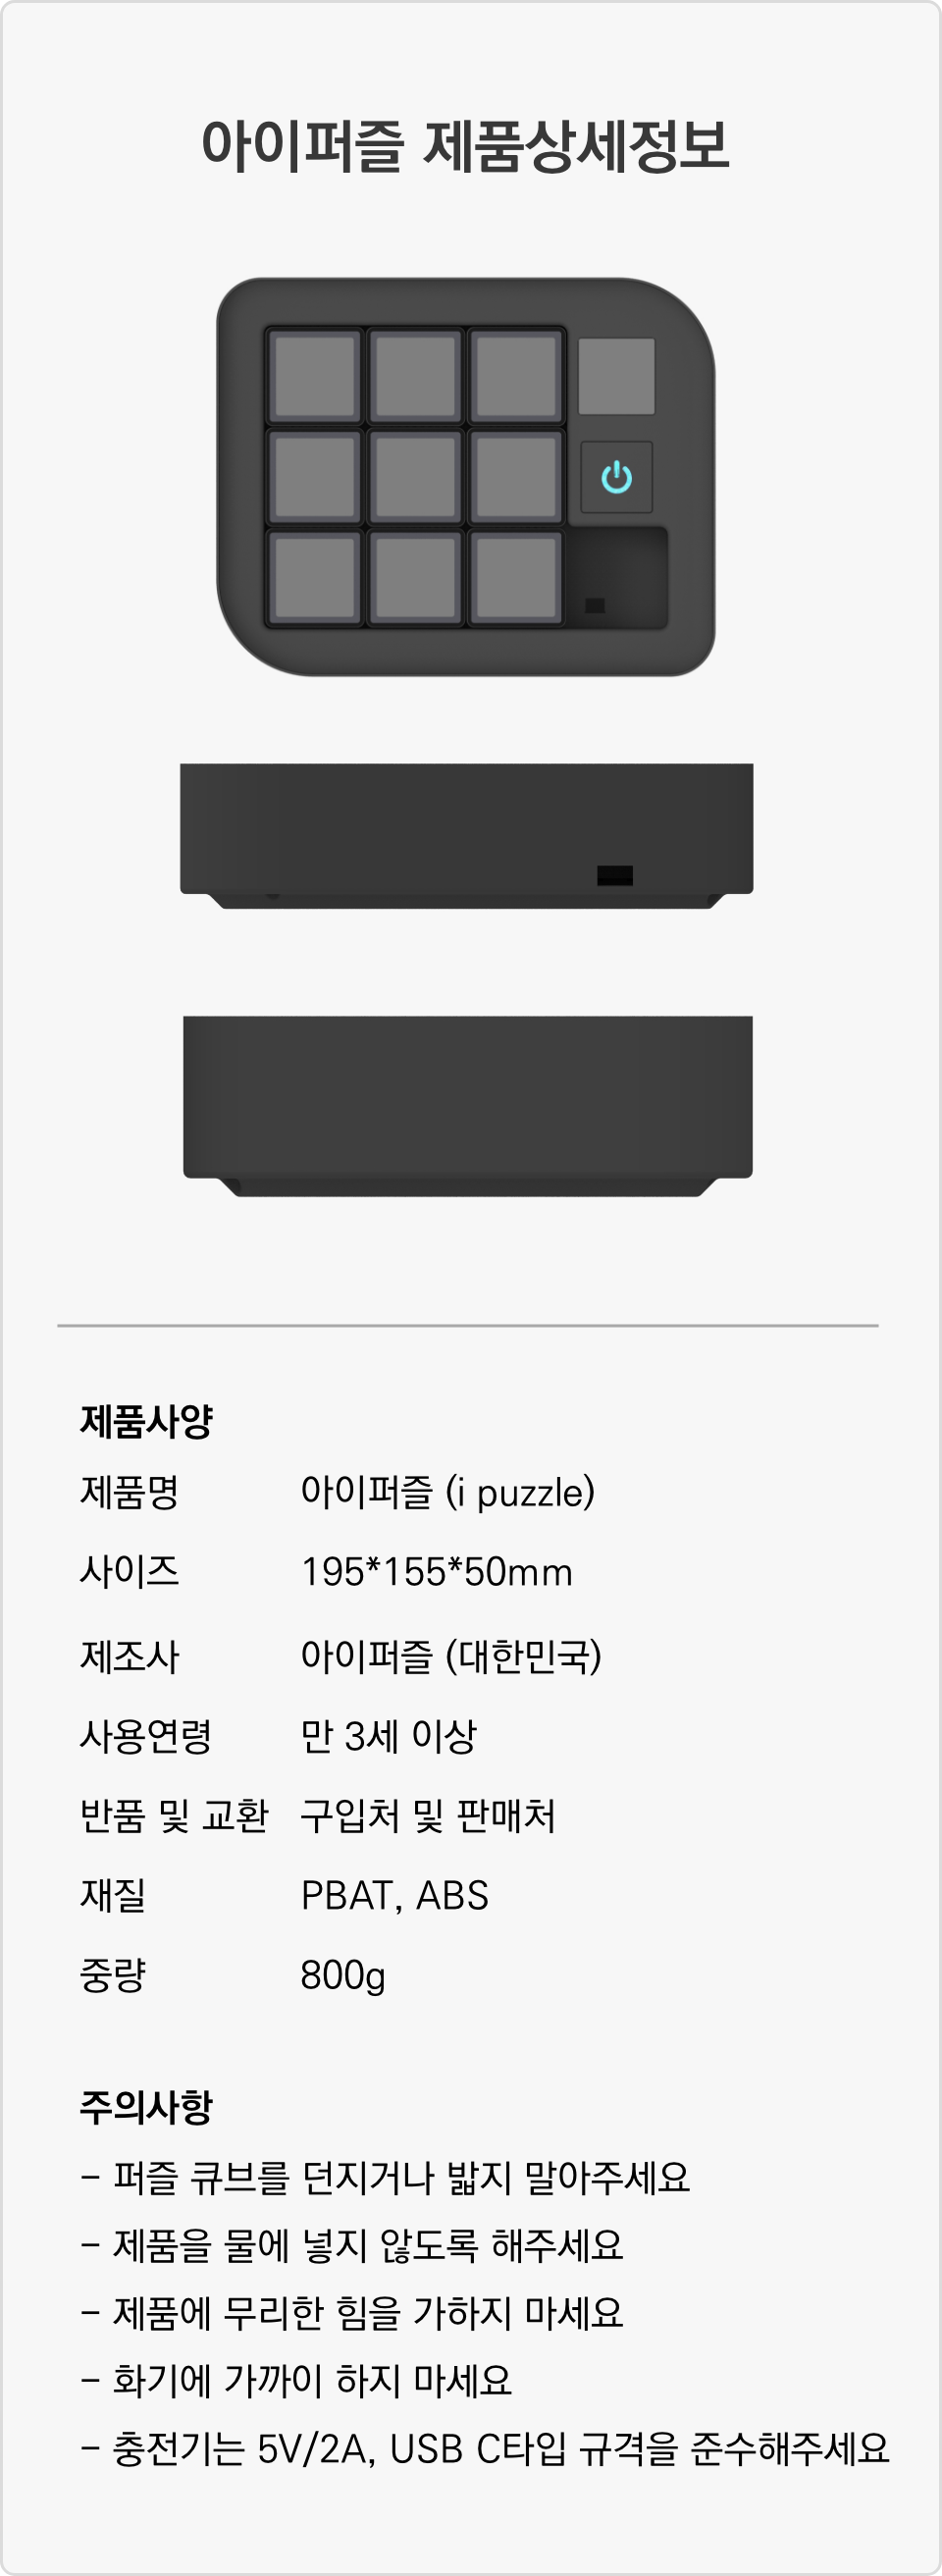 아이퍼즐 제품상세정보
제품사양
제품명 아이퍼즐 (i puzzle)
사이즈 195*155*50mm
제조사 아이퍼즐 (대한민국)
사용연령 만 3세 이상
반품 및 교환 구입처 및 판매처
재질 PBAT, ABS
중량 800g
주의사항
- 퍼즐 큐브를 던지거나 밟지 말아주세요
- 제품을 물에 넣지 않도록 해주세요
- 제품에 무리한 힘을 가하지 마세요
- 화기에 가까이 하지 마세요
- 충전기는 5V/2A, USB C타입 규격을 준수해주세요